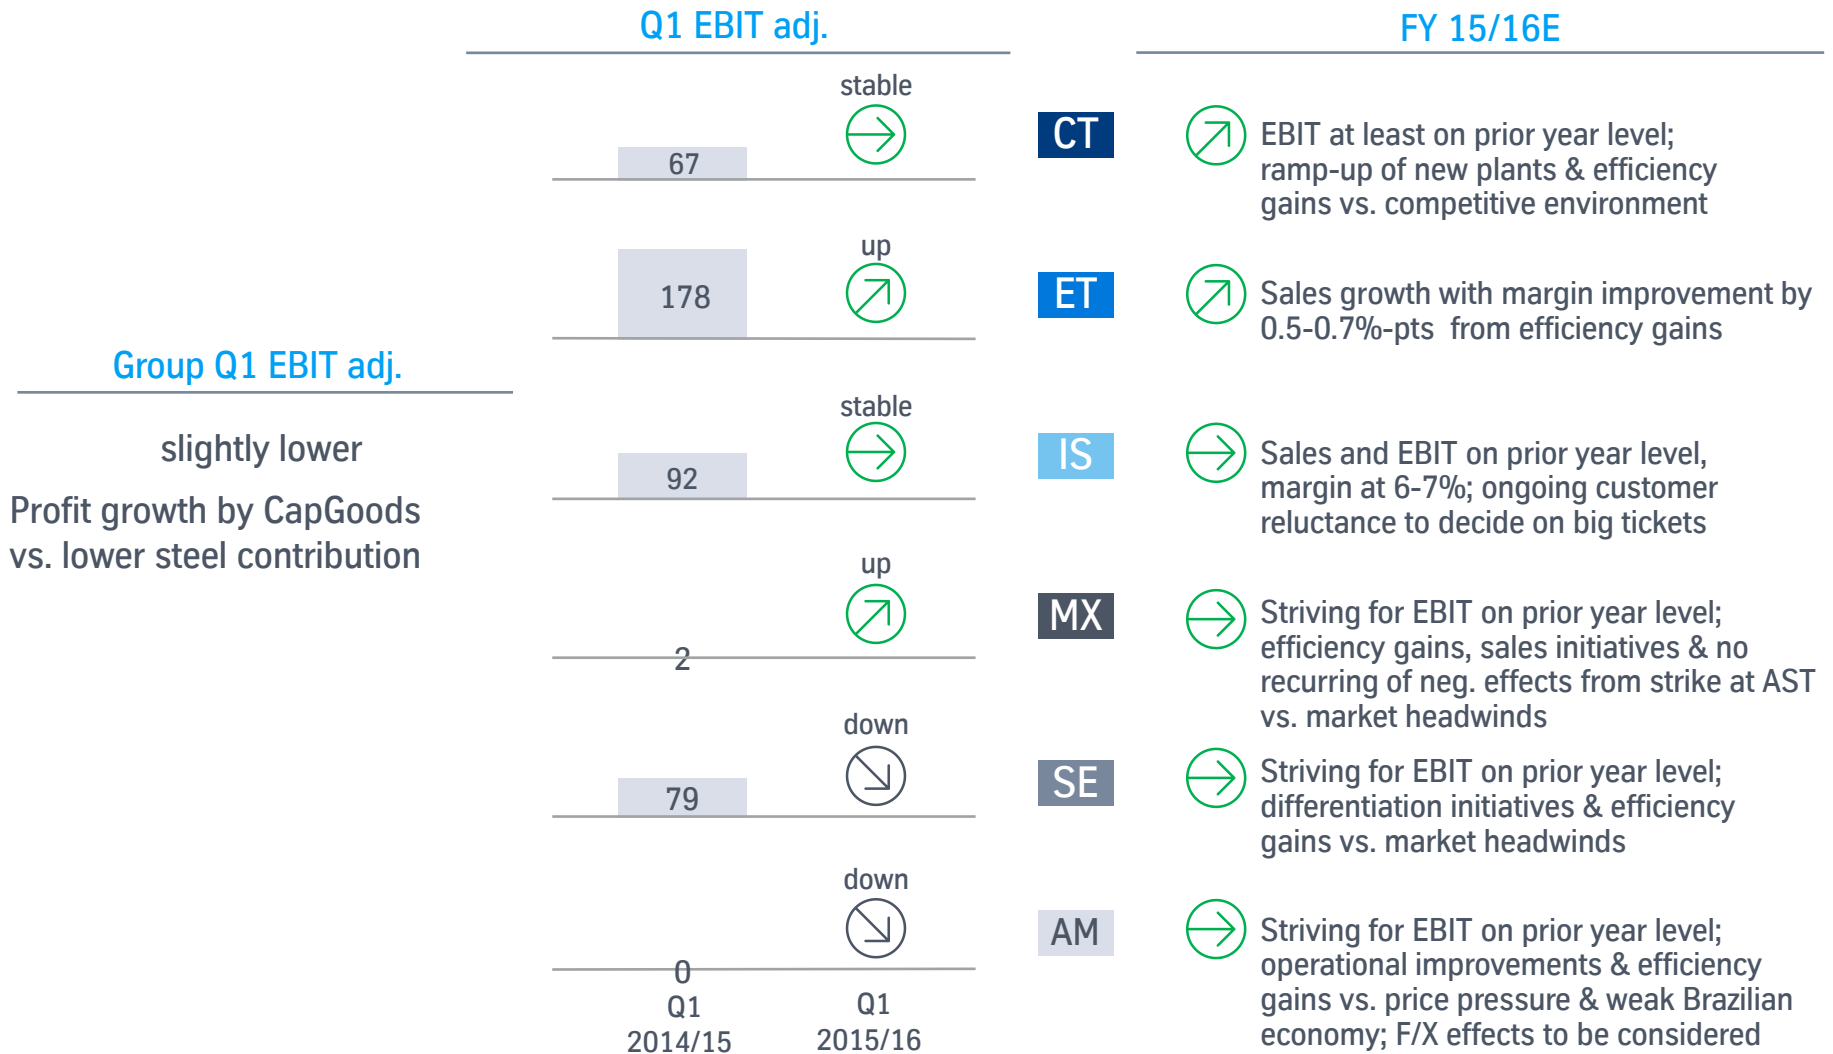 Q1 EBIT adj.
FY 15/16E
Group Q1 EBIT adj.
slightly lower
Profit growth by CapGoods
vs. lower steel contribution
67
stable
CT
EBIT at least on prior year level;
ramp-up of new plants & efficiency
gains vs. competitive environment
178
up
ET
Sales growth with margin improvement by
0.5-0.7%-pts from efficiency gains
92
stable
IS
Sales and EBIT on prior year level,
margin at 6-7%; ongoing customer
reluctance to decide on big tickets
2
up
MX
Striving for EBIT on prior year level;
efficiency gains, sales initiatives & no
recurring of neg. effects from strike at AST
vs. market headwinds
79
down
SE
Striving for EBIT on prior year level;
differentiation initiatives & efficiency
gains vs. market headwinds
0
down
AM
Striving for EBIT on prior year level;
operational improvements & efficiency
gains vs. price pressure & weak Brazilian
economy; F/X effects to be considered
Q1
2014/15
Q1
2015/16